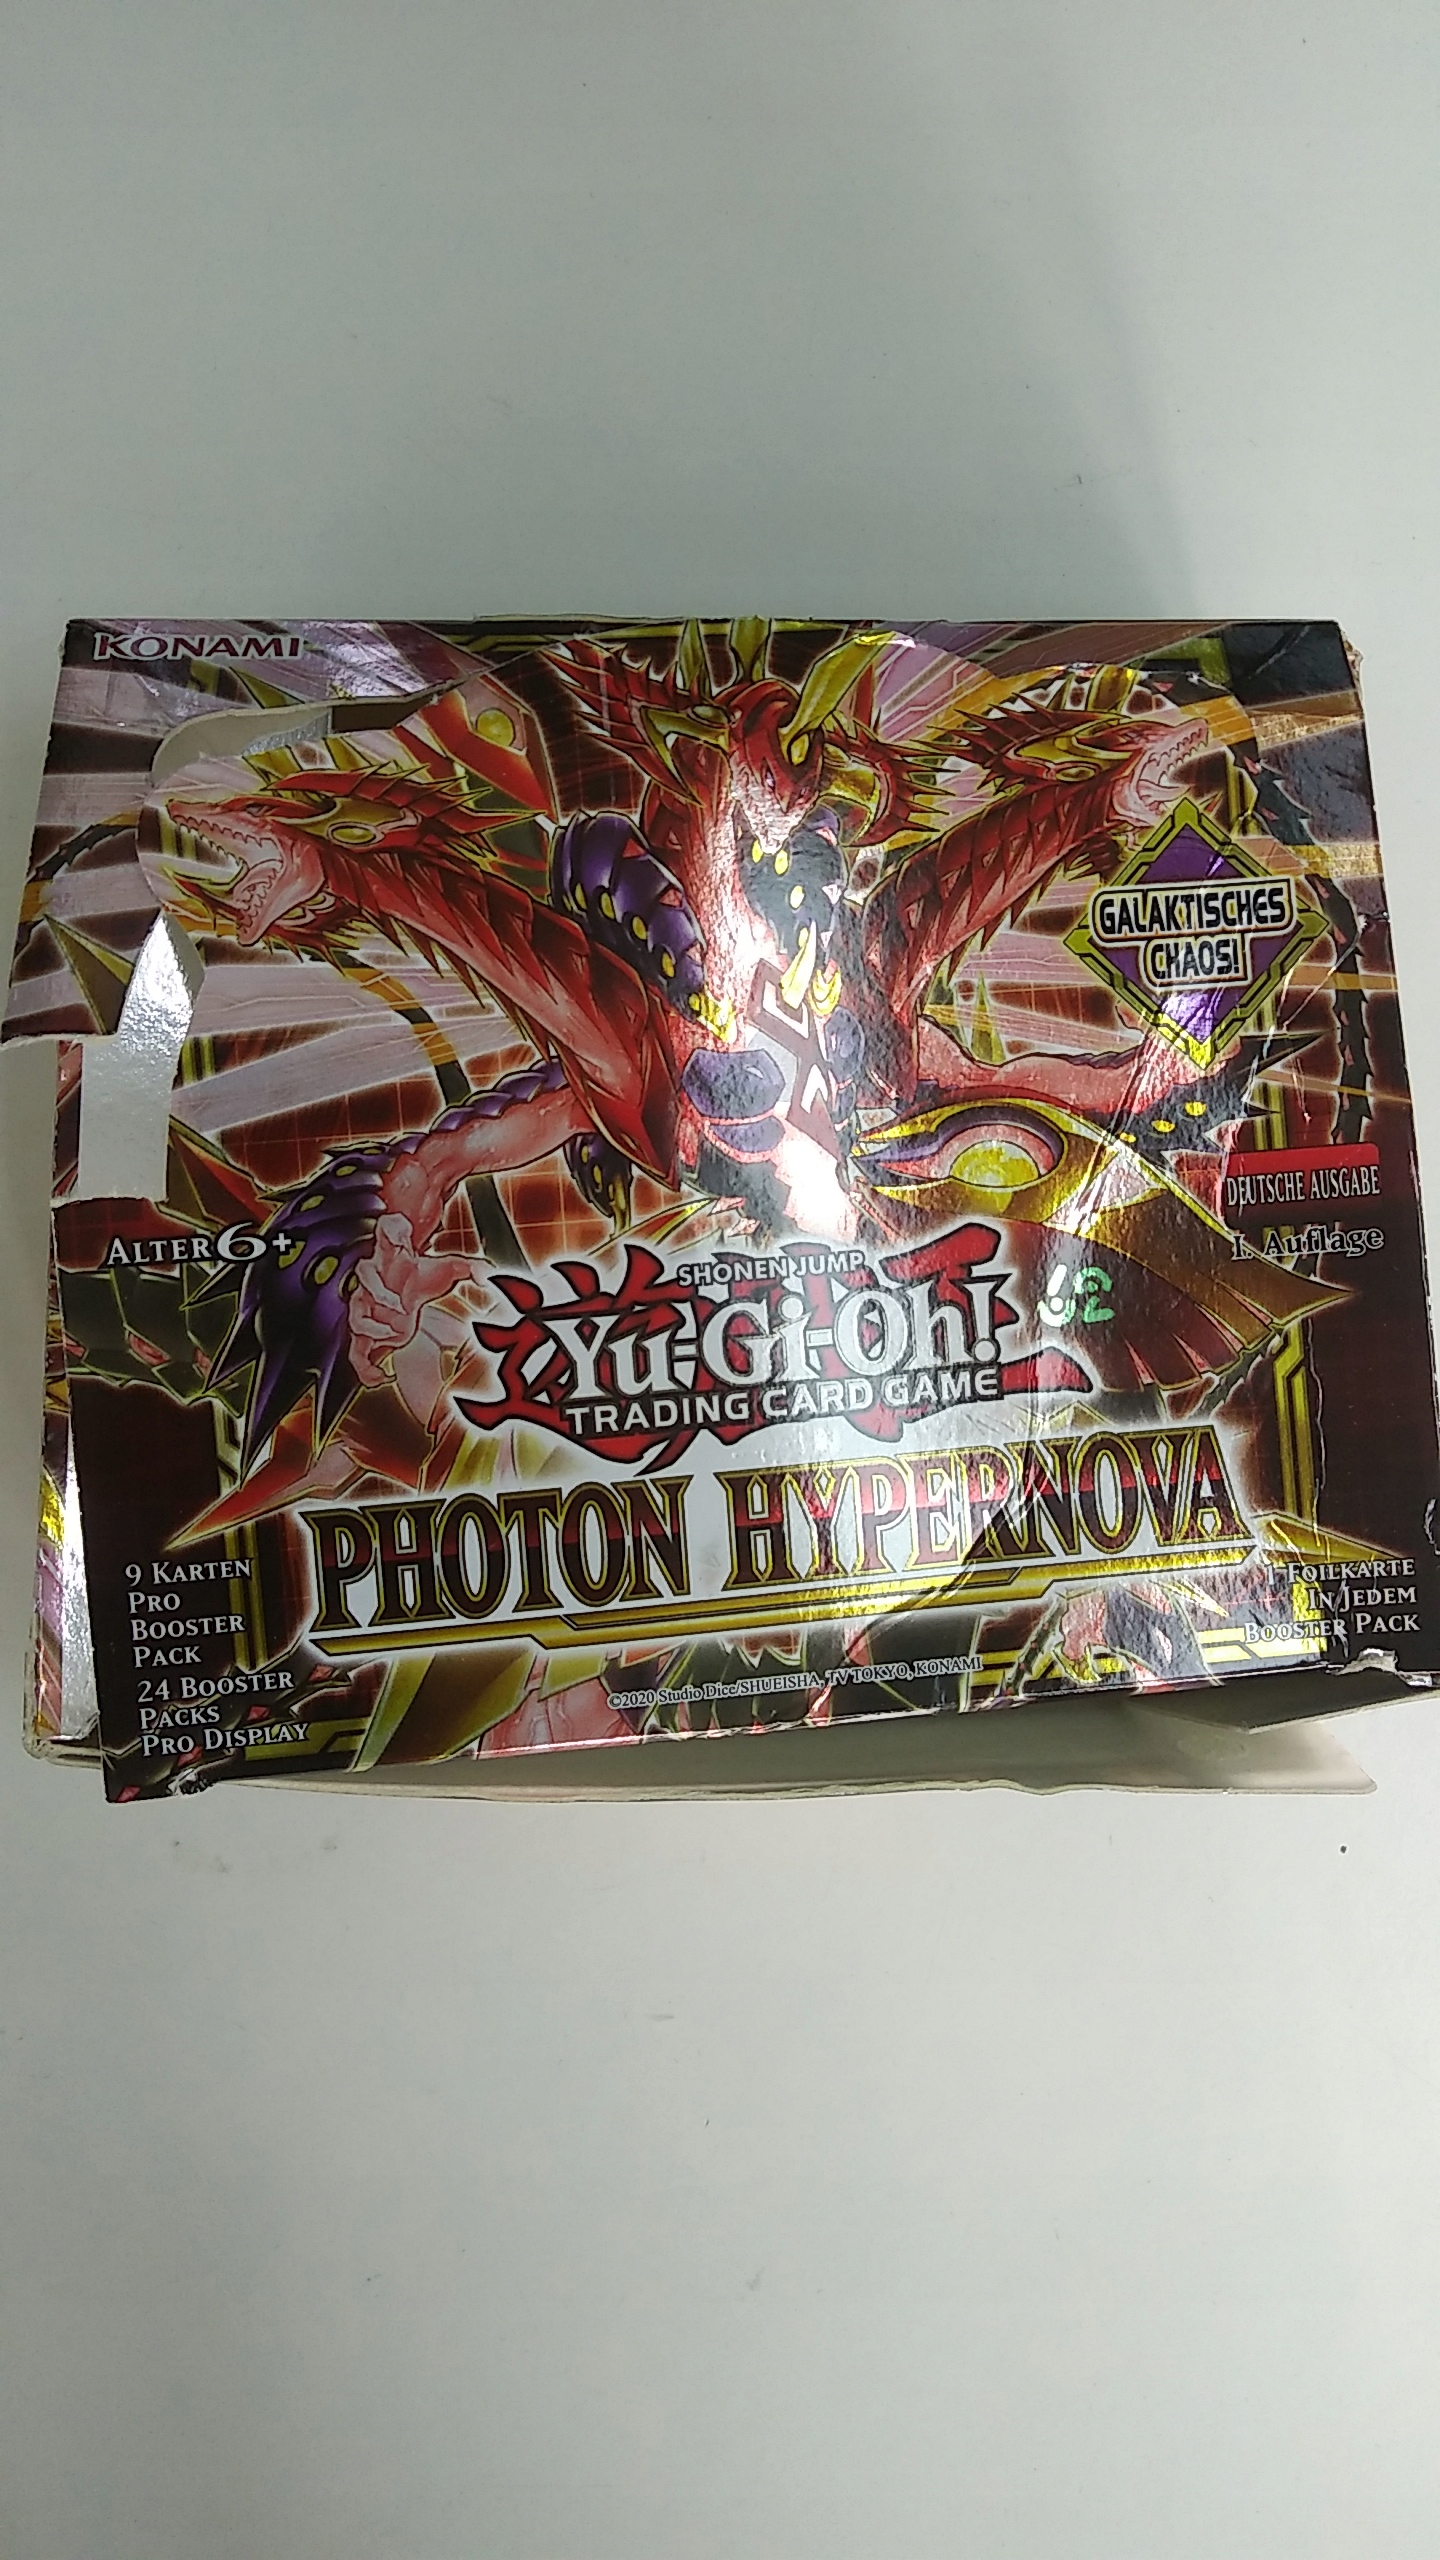 KONAMI
GALAKTISCHES
CHAOS!
DEUTSCHE AUSGABE
1. Auflage
ALTER 6+
SHONEN JUMP
Yu-Gi-Oh!
TRADING CARD GAME
PHOTON HYPERNOVA
9 KARTEN
PRO
BOOSTER
PACK
24 BOOSTER
PACKS
PRO DISPLAY
1 FOILKARTE
IN JEDEM
BOOSTER PACK
©2020 Studio Dice/SHUEISHA, TV TOKYO, KONAMI